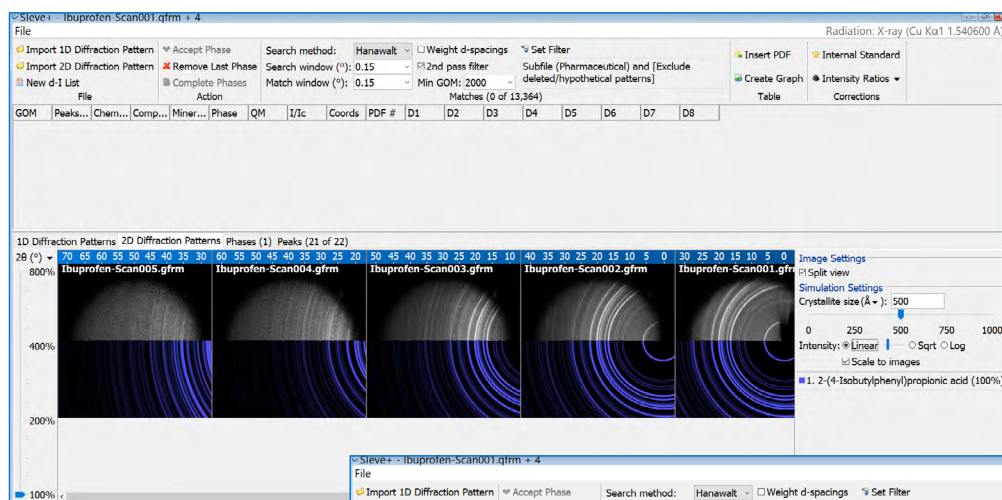 Sieve+ - Ibuprofen-Scan001.gfrm + 4
File
Radiation: X-ray (Cu Kα1 1.540600 Å)
Import 1D Diffraction Pattern
Import 2D Diffraction Pattern
New d-I List
File
Accept Phase
Remove Last Phase
Complete Phases
Action
Search method: Hanawalt
Search window (°): 0.15
Match window (°): 0.15
Weight d-spacings
2nd pass filter
Min GOM: 2000
Set Filter
Subfile (Pharmaceutical) and [Exclude
deleted/hypothetical patterns]
Matches (0 of 13,364)
Insert PDF
Create Graph
Table
Internal Standard
Intensity Ratios
Corrections
GOM Peaks... Chem... Comp... Miner... Phase QM I/Ic Coords PDF # D1 D2 D3 D4 D5 D6 D7 D8
1D Diffraction Patterns 2D Diffraction Patterns Phases (1) Peaks (21 of 22)
2θ (°) 70 65 60 55 50 45 40 35 30 60 55 50 45 40 35 30 25 20 50 45 40 35 30 25 20 15 10 40 35 30 25 20 15 10 5 0 30 25 20 15 10 5 0
Ibuprofen-Scan005.gfrm Ibuprofen-Scan004.gfrm Ibuprofen-Scan003.gfrm Ibuprofen-Scan002.gfrm Ibuprofen-Scan001.gfrm
800%
400%
200%
100%
Image Settings
Split view
Simulation Settings
Crystallite size (Å): 500
0 250 500 750 1000
Intensity: Linear Sqrt Log
Scale to images
1. 2-(4-Isobutylphenyl)propionic acid (100%)
Sieve+ - Ibuprofen-Scan001.gfrm + 4
File
Import 1D Diffraction Pattern Accept Phase Search method: Hanawalt Weight d-spacings Set Filter